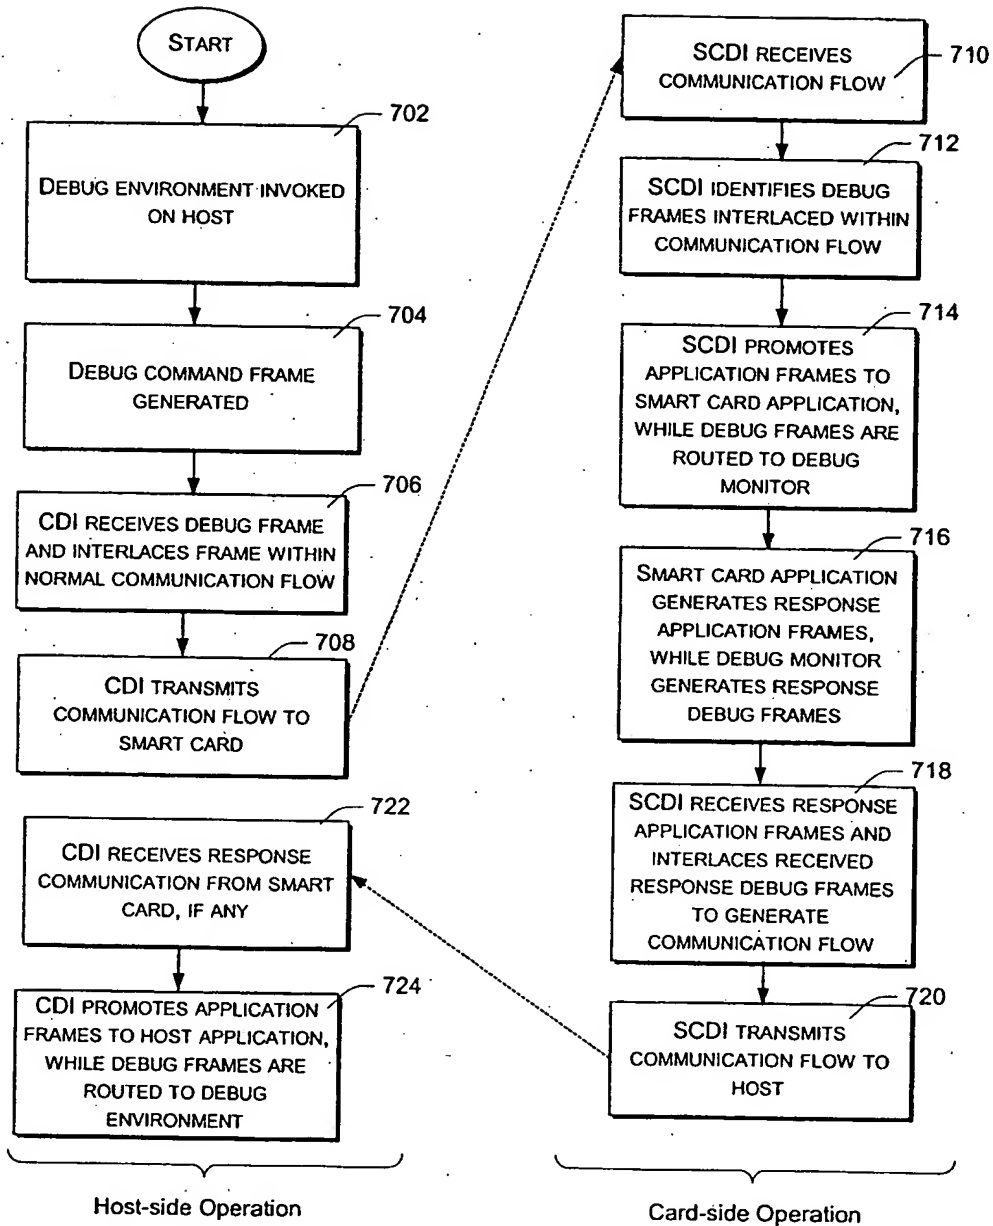 START
702
DEBUG ENVIRONMENT INVOKED
ON HOST
704
DEBUG COMMAND FRAME
GENERATED
706
CDI RECEIVES DEBUG FRAME
AND INTERLACES FRAME WITHIN
NORMAL COMMUNICATION FLOW
708
CDI TRANSMITS
COMMUNICATION FLOW TO
SMART CARD
722
CDI RECEIVES RESPONSE
COMMUNICATION FROM SMART
CARD, IF ANY
724
CDI PROMOTES APPLICATION
FRAMES TO HOST APPLICATION,
WHILE DEBUG FRAMES ARE
ROUTED TO DEBUG
ENVIRONMENT
Host-side Operation
SCDI RECEIVES
COMMUNICATION FLOW
710
712
SCDI IDENTIFIES DEBUG
FRAMES INTERLACED WITHIN
COMMUNICATION FLOW
714
SCDI PROMOTES
APPLICATION FRAMES TO
SMART CARD APPLICATION,
WHILE DEBUG FRAMES ARE
ROUTED TO DEBUG
MONITOR
716
SMART CARD APPLICATION
GENERATES RESPONSE
APPLICATION FRAMES,
WHILE DEBUG MONITOR
GENERATES RESPONSE
DEBUG FRAMES
718
SCDI RECEIVES RESPONSE
APPLICATION FRAMES AND
INTERLACES RECEIVED
RESPONSE DEBUG FRAMES
TO GENERATE
COMMUNICATION FLOW
720
SCDI TRANSMITS
COMMUNICATION FLOW TO
HOST
Card-side Operation